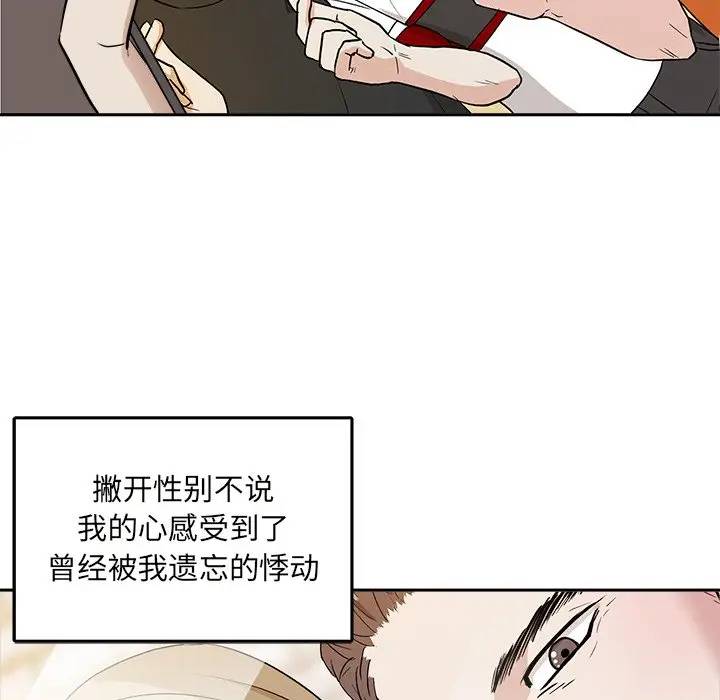 撇开性别不说
我的心感受到了
曾经被我遗忘的悸动